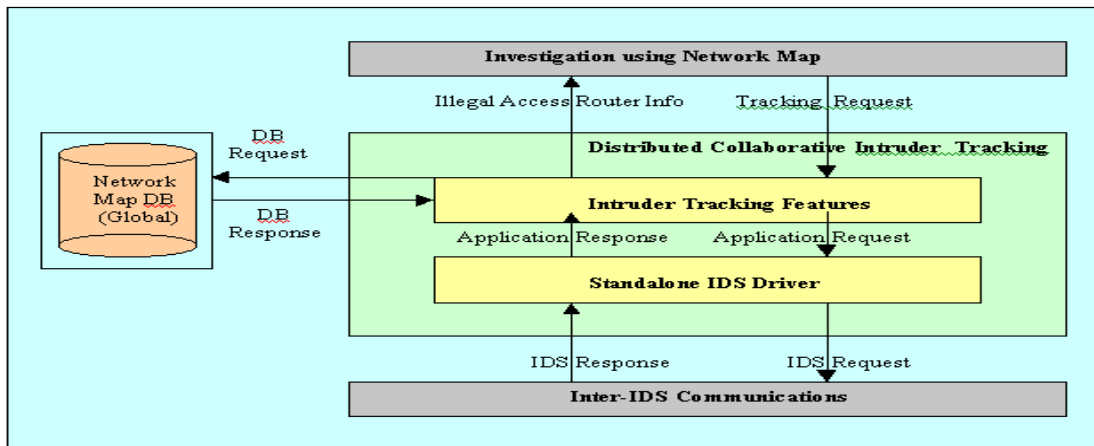 Investigation using Network Map
Illegal Access Router Info
Tracking Request
DB
Request
Distributed Collaborative Intruder Tracking
Network
Map DB
(Global)
Intruder Tracking Features
DB
Response
Application Response
Application Request
Standalone IDS Driver
IDS Response
IDS Request
Inter-IDS Communications